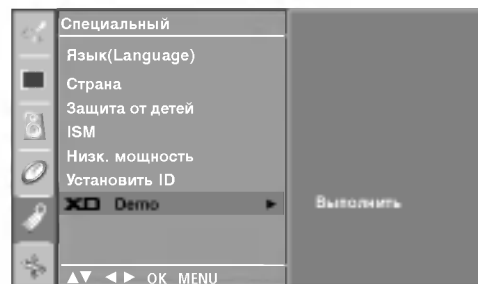 Специальный
Язык(Language)
Страна
Защита от детей
ISM
Низк. мощность
Установить ID
XD Demo ►
Выполнить
▲▼ ◄► OK MENU